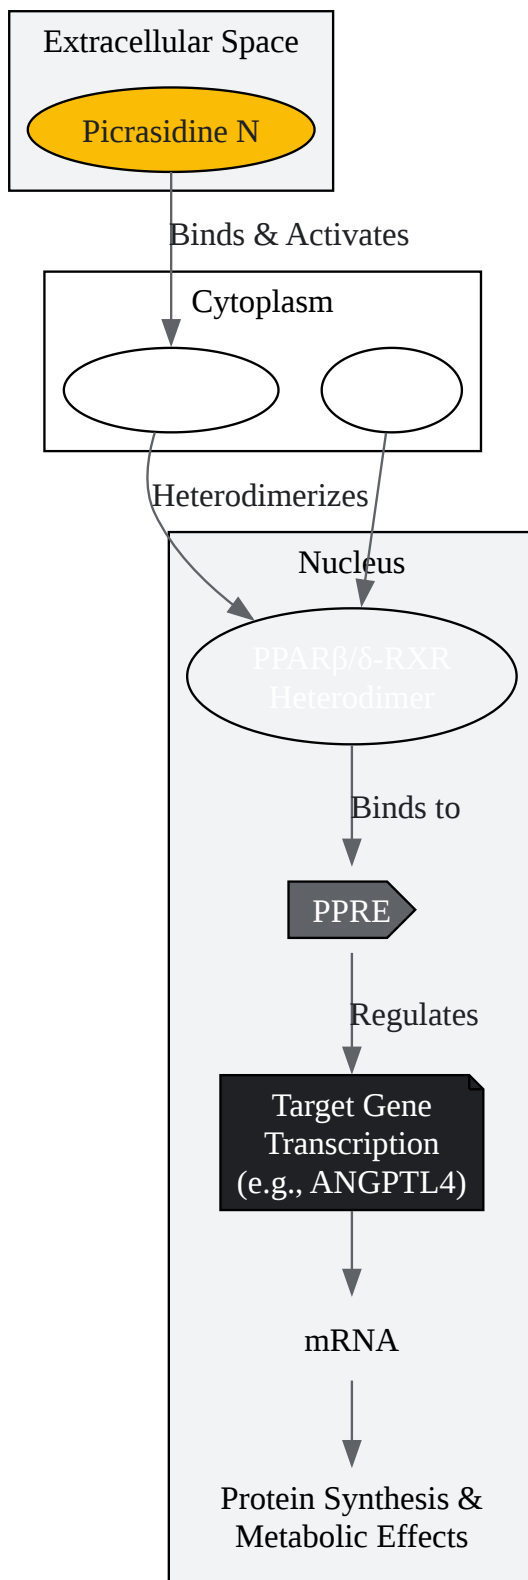 Extracellular Space
Picrasidine N
Binds & Activates
Cytoplasm
Heterodimerizes
Nucleus
PPARβ/δ-RXR
Heterodimer
Binds to
PPRE
Regulates
Target Gene
Transcription
(e.g., ANGPTL4)
mRNA
Protein Synthesis &
Metabolic Effects